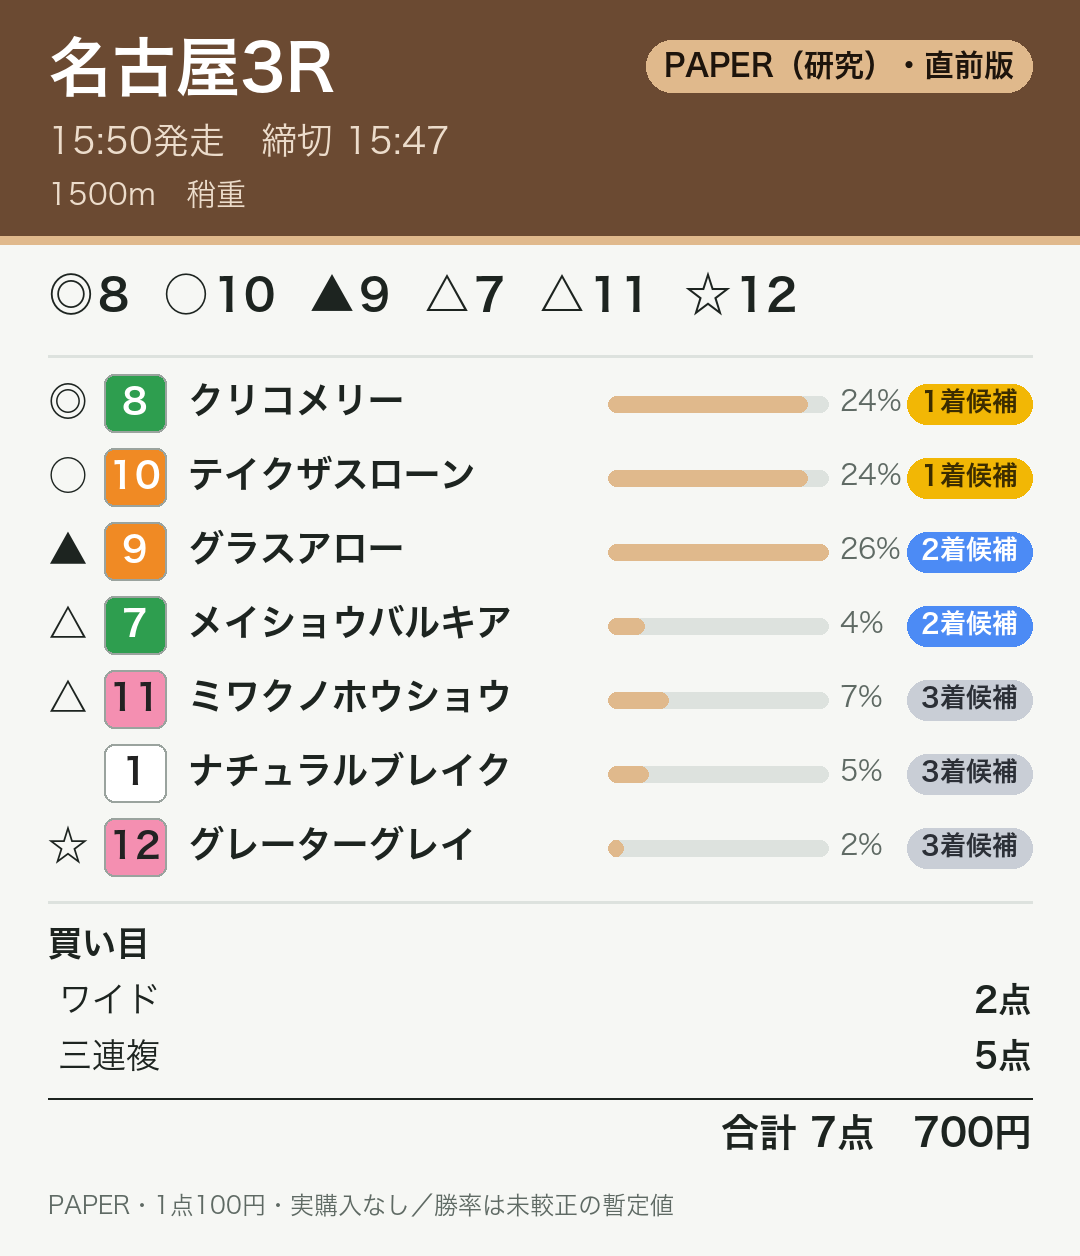 名古屋3R
PAPER（研究）・直前版
15:50発走　締切 15:47
1500m　稍重
◎8 ○10 ▲9 △7 △11 ☆12
◎ 8 クリコメリー 24% 1着候補
○ 10 テイクザスローン 24% 1着候補
▲ 9 グラスアロー 26% 2着候補
△ 7 メイショウバルキア 4% 2着候補
△ 11 ミワクノホウショウ 7% 3着候補
1 ナチュラルブレイク 5% 3着候補
☆ 12 グレーターグレイ 2% 3着候補
買い目
ワイド 2点
三連複 5点
合計 7点　700円
PAPER・1点100円・実購入なし／勝率は未較正の暫定値